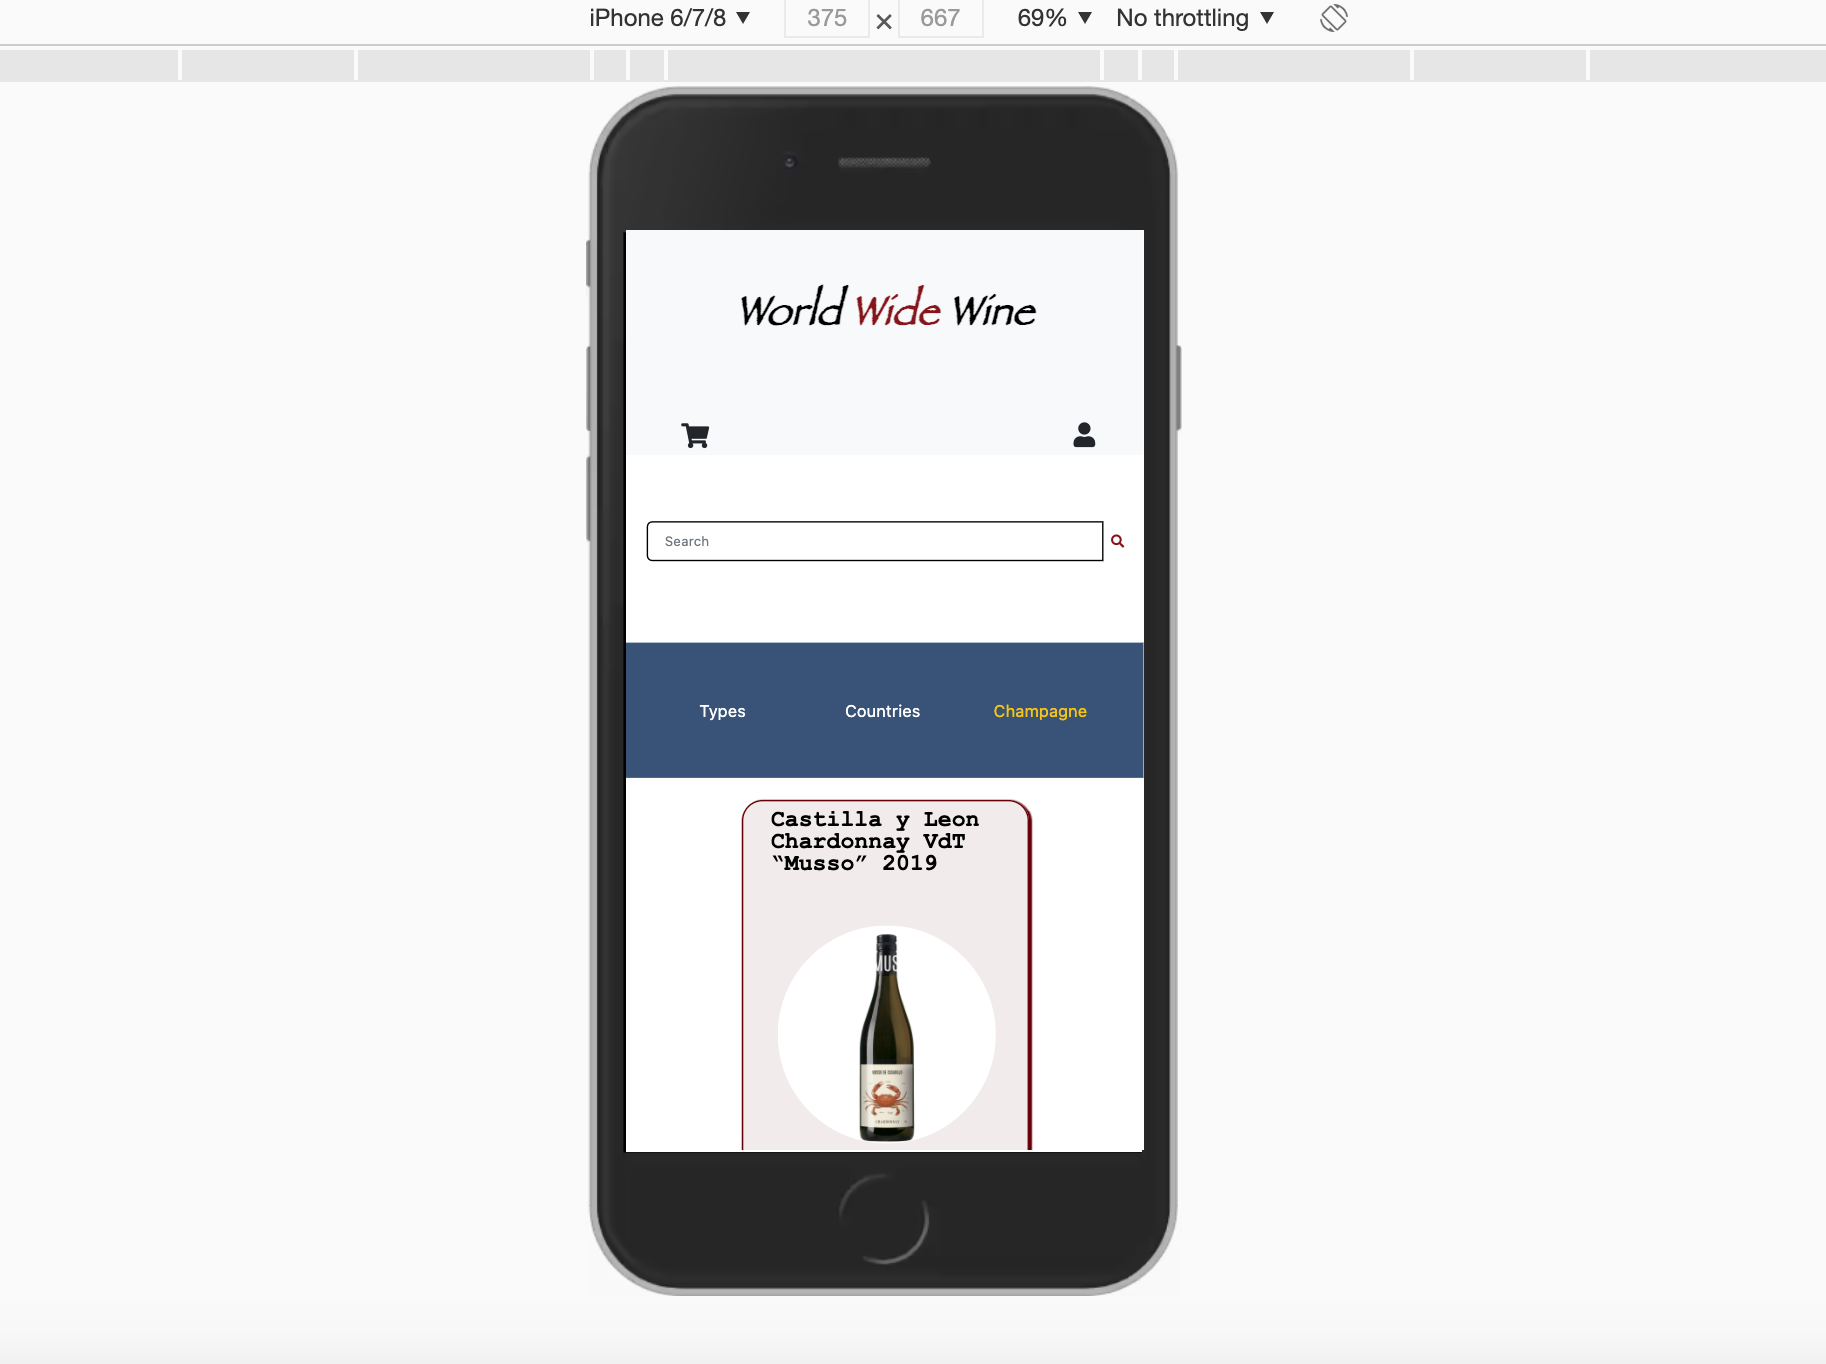 iPhone 6/7/8 ▼ 375 × 667 69% ▼ No throttling ▼
World Wide Wine
Search
Types Countries Champagne
Castilla y Leon
Chardonnay VdT
“Musso” 2019
MUS